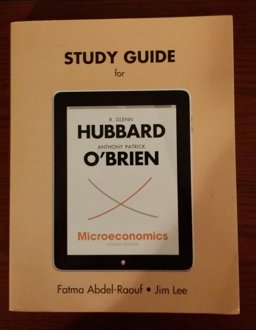 STUDY GUIDE
for
R. GLENN
HUBBARD
ANTHONY PATRICK
O'BRIEN
Microeconomics
Fatma Abdel-Raouf • Jim Lee